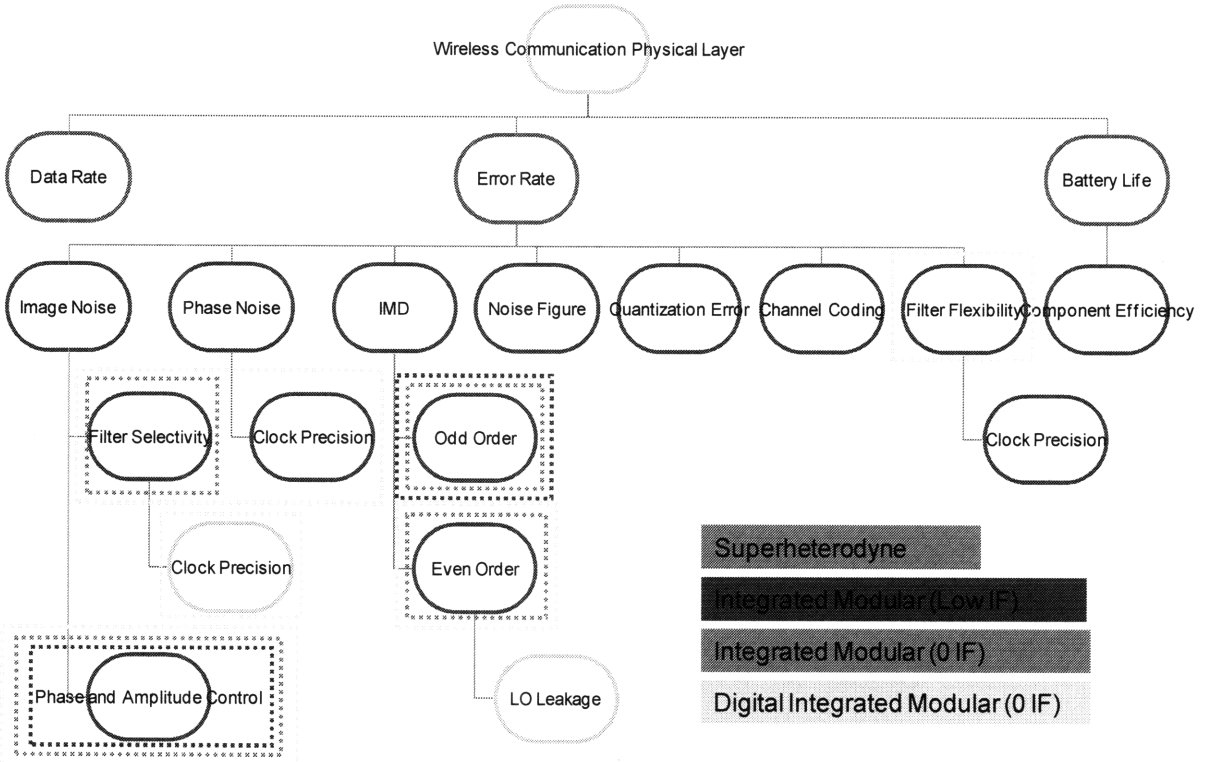 Wireless Communication Physical Layer
Data Rate
Error Rate
Battery Life
Image Noise
Phase Noise
IMD
Noise Figure
Quantization Error
Channel Coding
Filter Flexibility
Component Efficiency
Filter Selectivity
Clock Precision
Odd Order
Clock Precision
Clock Precision
Even Order
LO Leakage
Phase and Amplitude Control
Superheterodyne
Integrated Modular (Low IF)
Integrated Modular (0 IF)
Digital Integrated Modular (0 IF)